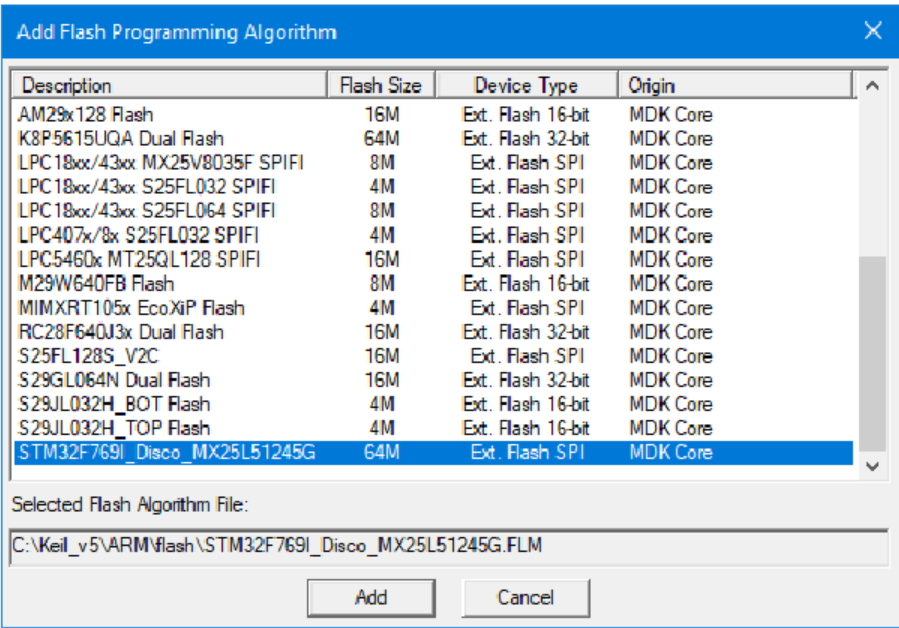 Add Flash Programming Algorithm
Description Flash Size Device Type Origin
AM29x128 Flash 16M Ext. Flash 16-bit MDK Core
K8P5615UQA Dual Flash 64M Ext. Flash 32-bit MDK Core
LPC18xx/43xx MX25V8035F SPIFI 8M Ext. Flash SPI MDK Core
LPC18xx/43xx S25FL032 SPIFI 4M Ext. Flash SPI MDK Core
LPC18xx/43xx S25FL064 SPIFI 8M Ext. Flash SPI MDK Core
LPC407x/8x S25FL032 SPIFI 4M Ext. Flash SPI MDK Core
LPC5460x MT25QL128 SPIFI 16M Ext. Flash SPI MDK Core
M29W640FB Flash 8M Ext. Flash 16-bit MDK Core
MIMXRT105x EcoXiP Flash 4M Ext. Flash SPI MDK Core
RC28F640J3x Dual Flash 16M Ext. Flash 32-bit MDK Core
S25FL128S_V2C 16M Ext. Flash SPI MDK Core
S29GL064N Dual Flash 16M Ext. Flash 32-bit MDK Core
S29JL032H_BOT Flash 4M Ext. Flash 16-bit MDK Core
S29JL032H_TOP Flash 4M Ext. Flash 16-bit MDK Core
STM32F769I_Disco_MX25L51245G 64M Ext. Flash SPI MDK Core
Selected Flash Algorithm File:
C:\Keil_v5\ARM\flash\STM32F769I_Disco_MX25L51245G.FLM
Add Cancel